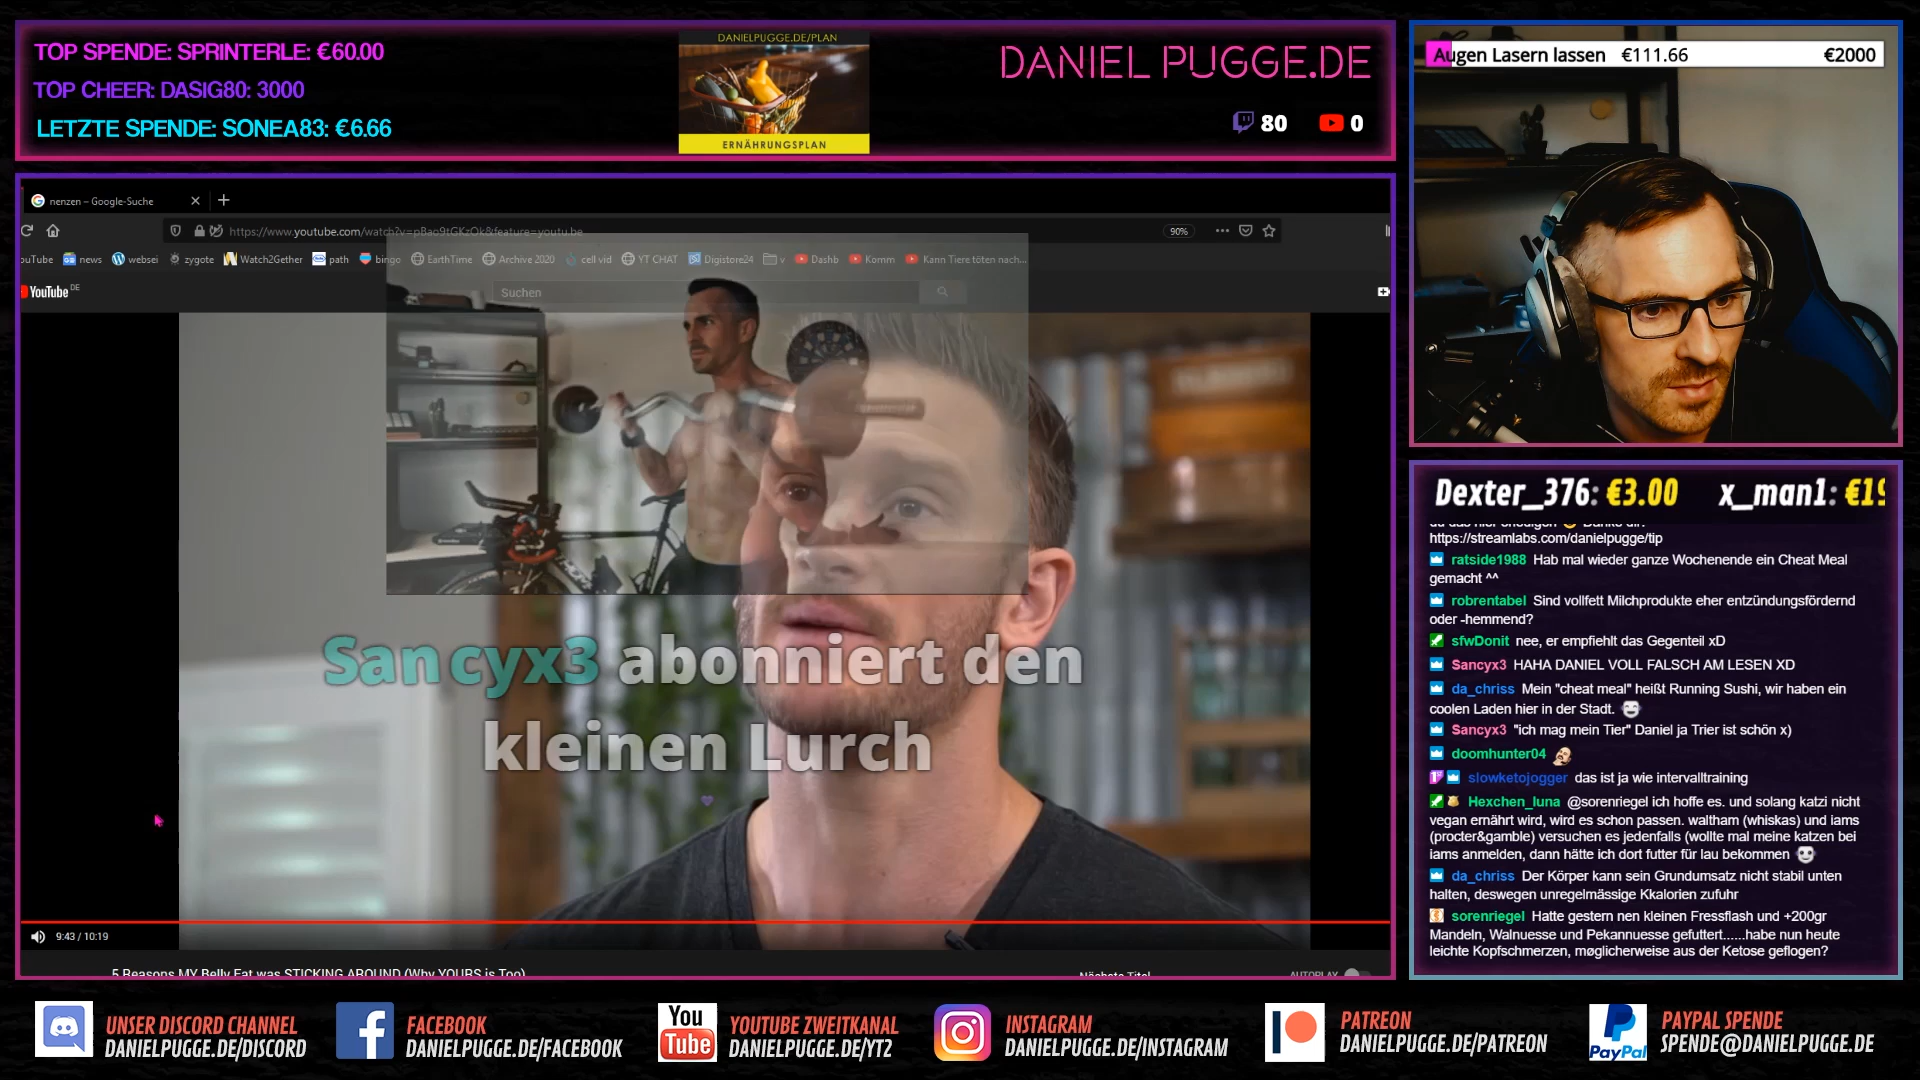 TOP SPENDE: SPRINTERLE: €60.00
TOP CHEER: DASIG80: 3000
LETZTE SPENDE: SONEA83: €6.66
DANIELPUGGE.DE/PLAN
ERNÄHRUNGSPLAN
DANIEL PUGGE.DE
80
0
Augen Lasern lassen €111.66 €2000
nenzen – Google-Suche
https://www.youtube.com/watch?v=pBao9tGKzOk&feature=youtu.be
90%
ouTube news websei zygote Watch2Gether path bingo EarthTime Archive 2020 cell vid YT CHAT Digistore24 v Dashb Komm Kann Tiere töten nach...
YouTube DE
Suchen
Sancyx3 abonniert den
kleinen Lurch
9:43 / 10:19
5 Reasons MY Belly Fat was STICKING AROUND (Why YOURS is Too)
Nächste Titel
AUTOPLAY
Dexter_376: €3.00 x_man1: €19
https://streamlabs.com/danielpugge/tip
ratside1988 Hab mal wieder ganze Wochenende ein Cheat Meal
gemacht ^^
robrentabel Sind vollfett Milchprodukte eher entzündungsfördernd
oder -hemmend?
sfwDonit nee, er empfiehlt das Gegenteil xD
Sancyx3 HAHA DANIEL VOLL FALSCH AM LESEN XD
da_chriss Mein "cheat meal" heißt Running Sushi, wir haben ein
coolen Laden hier in der Stadt.
Sancyx3 "ich mag mein Tier" Daniel ja Trier ist schön x)
doomhunter04
slowketojogger das ist ja wie intervalltraining
Hexchen_luna @sorenriegel ich hoffe es. und solang katzi nicht
vegan ernährt wird, wird es schon passen. waltham (whiskas) und iams
(procter&gamble) versuchen es jedenfalls (wollte mal meine katzen bei
iams anmelden, dann hätte ich dort futter für lau bekommen
da_chriss Der Körper kann sein Grundumsatz nicht stabil unten
halten, deswegen unregelmässige Kkalorien zufuhr
sorenriegel Hatte gestern nen kleinen Fressflash und +200gr
Mandeln, Walnuesse und Pekannuesse gefuttert......habe nun heute
leichte Kopfschmerzen, møglicherweise aus der Ketose geflogen?
UNSER DISCORD CHANNEL
DANIELPUGGE.DE/DISCORD
FACEBOOK
DANIELPUGGE.DE/FACEBOOK
You
Tube
YOUTUBE ZWEITKANAL
DANIELPUGGE.DE/YT2
INSTAGRAM
DANIELPUGGE.DE/INSTAGRAM
PATREON
DANIELPUGGE.DE/PATREON
PayPal
PAYPAL SPENDE
SPENDE@DANIELPUGGE.DE